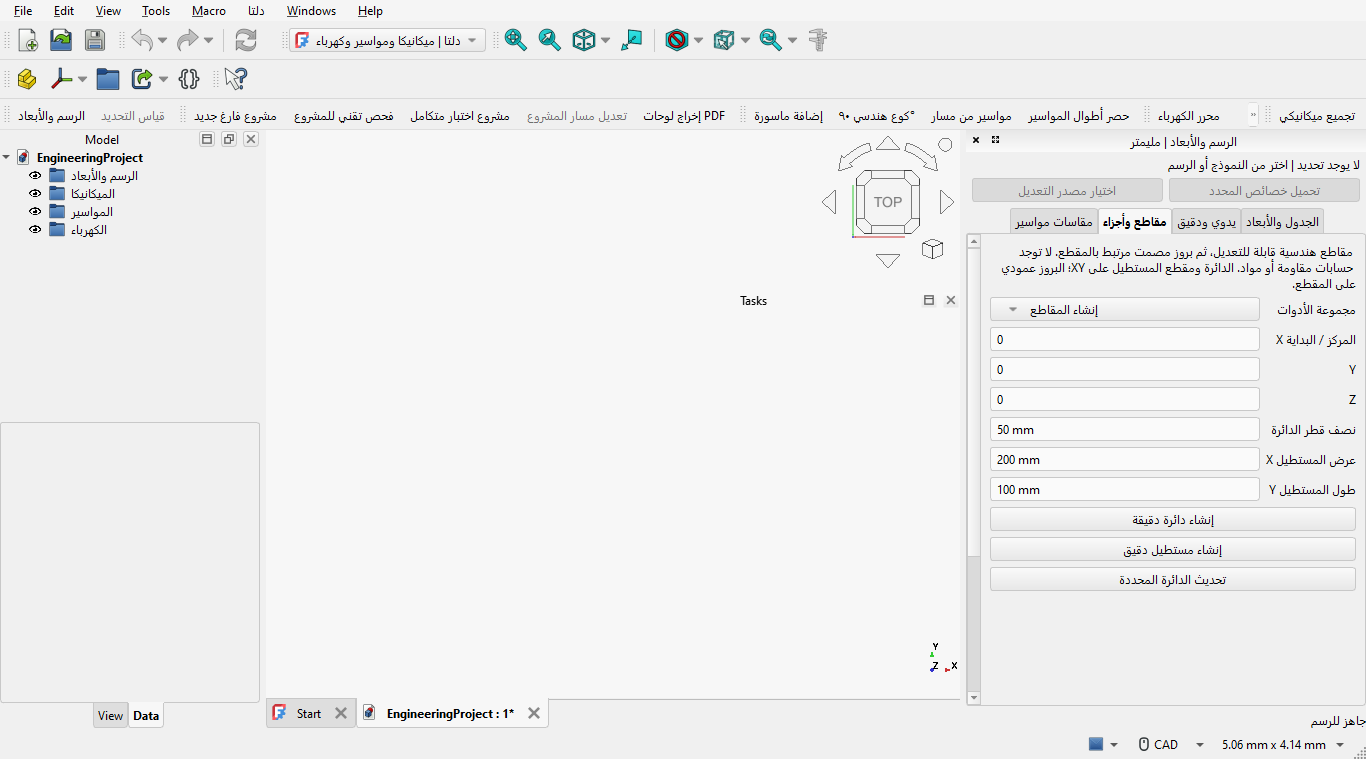 File Edit View Tools Macro دلتا Windows Help
دلتا | ميكانيكا ومواسير وكهرباء
الرسم والأبعاد قياس التحديد مشروع فارغ جديد فحص تقني للمشروع مشروع اختبار متكامل تعديل مسار المشروع PDF إخراج لوحات إضافة ماسورة كوع هندسي ٩٠° مواسير من مسار حصر أطوال المواسير محرر الكهرباء » تجميع ميكانيكي
Model
EngineeringProject
الرسم والأبعاد
الميكانيكا
المواسير
الكهرباء
View Data
TOP
Tasks
Y
Z X
Start
EngineeringProject : 1*
الرسم والأبعاد | مليمتر
لا يوجد تحديد | اختر من النموذج أو الرسم
تحميل خصائص المحدد اختيار مصدر التعديل
الجدول والأبعاد يدوي ودقيق مقاطع وأجزاء مقاسات مواسير
مقاطع هندسية قابلة للتعديل، ثم بروز مصمت مرتبط بالمقطع. لا توجد
حسابات مقاومة أو مواد. الدائرة ومقطع المستطيل على XY؛ البروز عمودي
على المقطع.
مجموعة الأدوات إنشاء المقاطع
المركز / البداية X 0
Y 0
Z 0
نصف قطر الدائرة 50 mm
عرض المستطيل X 200 mm
طول المستطيل Y 100 mm
إنشاء دائرة دقيقة
إنشاء مستطيل دقيق
تحديث الدائرة المحددة
جاهز للرسم
CAD 5.06 mm x 4.14 mm